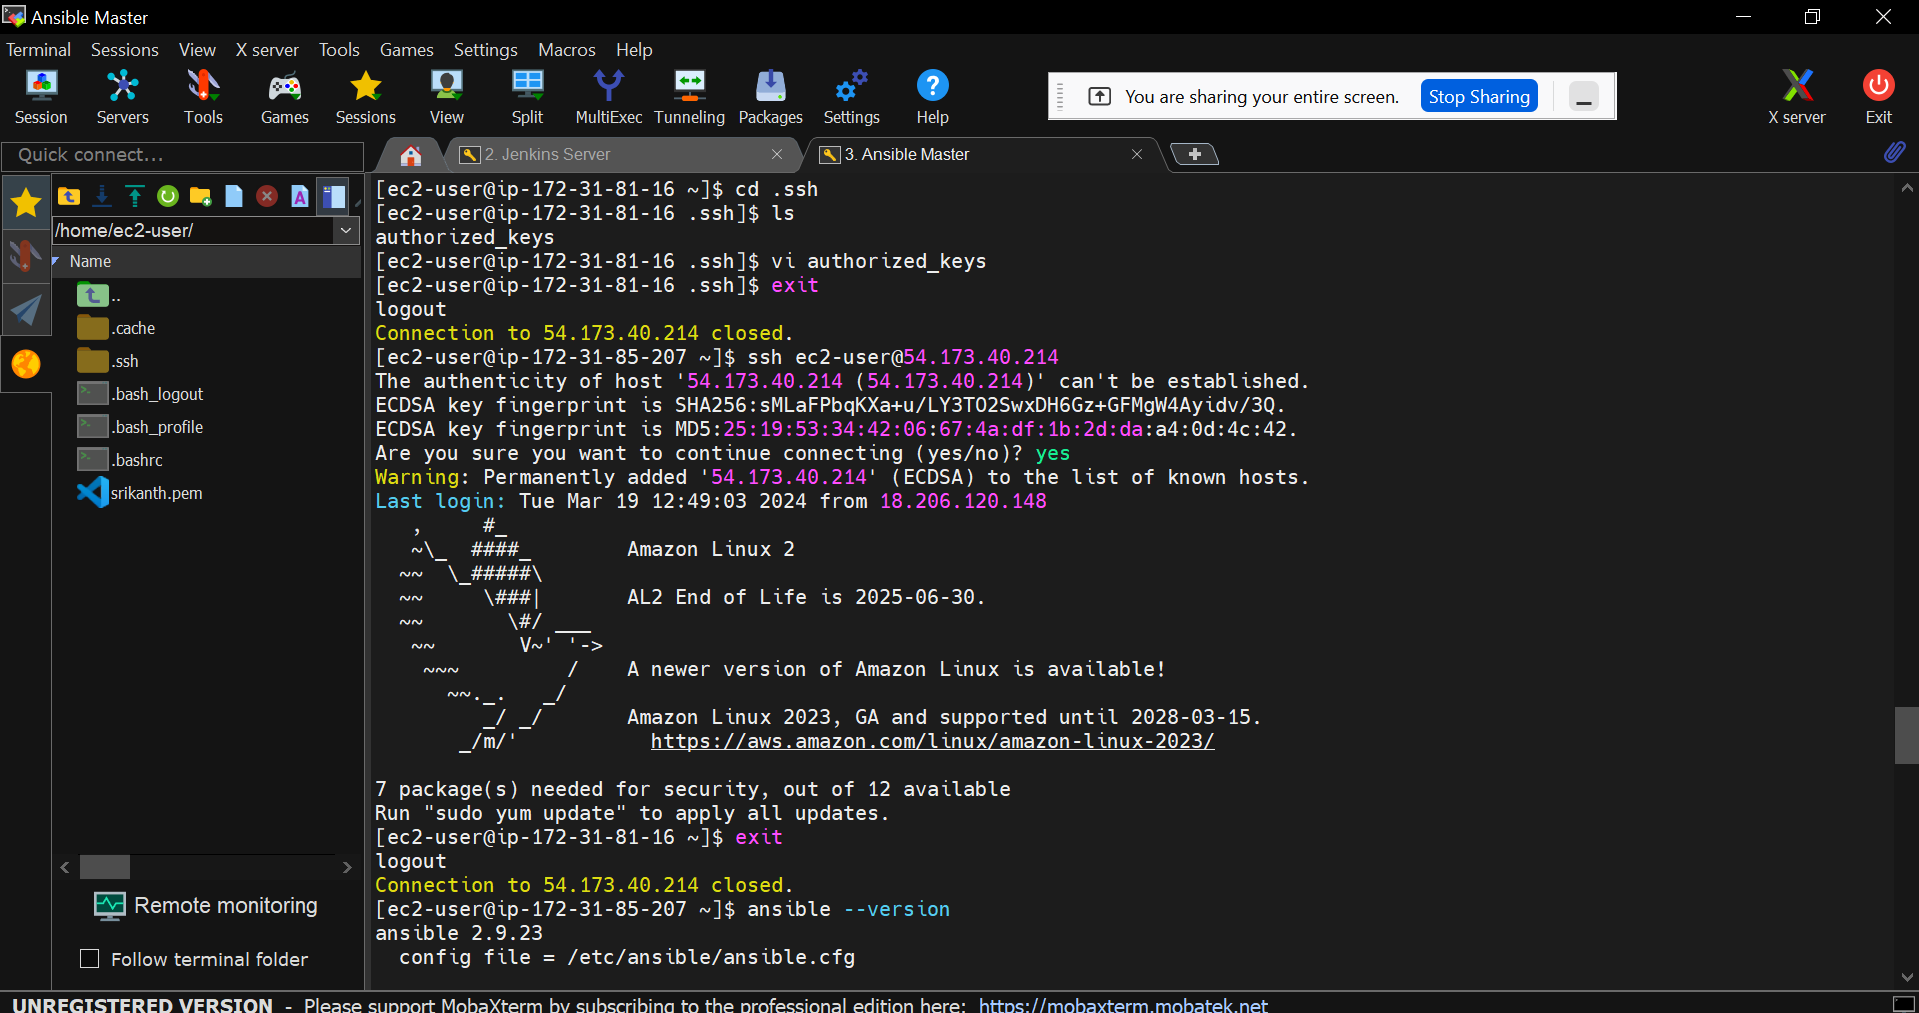 Ansible Master
Terminal Sessions View X server Tools Games Settings Macros Help
Session Servers Tools Games Sessions View Split MultiExec Tunneling Packages Settings Help
You are sharing your entire screen. Stop Sharing
X server Exit
Quick connect...
2. Jenkins Server
3. Ansible Master
/home/ec2-user/
Name
..
.cache
.ssh
.bash_logout
.bash_profile
.bashrc
srikanth.pem
Remote monitoring
Follow terminal folder
[ec2-user@ip-172-31-81-16 ~]$ cd .ssh
[ec2-user@ip-172-31-81-16 .ssh]$ ls
authorized_keys
[ec2-user@ip-172-31-81-16 .ssh]$ vi authorized_keys
[ec2-user@ip-172-31-81-16 .ssh]$ exit
logout
Connection to 54.173.40.214 closed.
[ec2-user@ip-172-31-85-207 ~]$ ssh ec2-user@54.173.40.214
The authenticity of host '54.173.40.214 (54.173.40.214)' can't be established.
ECDSA key fingerprint is SHA256:sMLaFPbqKXa+u/LY3TO2SwxDH6Gz+GFMgW4Ayidv/3Q.
ECDSA key fingerprint is MD5:25:19:53:34:42:06:67:4a:df:1b:2d:da:a4:0d:4c:42.
Are you sure you want to continue connecting (yes/no)? yes
Warning: Permanently added '54.173.40.214' (ECDSA) to the list of known hosts.
Last login: Tue Mar 19 12:49:03 2024 from 18.206.120.148
   ,     #_
   ~\_  ####_        Amazon Linux 2
  ~~  \_#####\
  ~~     \###|       AL2 End of Life is 2025-06-30.
  ~~       \#/ ___
   ~~       V~' '->
    ~~~         /    A newer version of Amazon Linux is available!
      ~~._.   _/
         _/ _/       Amazon Linux 2023, GA and supported until 2028-03-15.
       _/m/'           https://aws.amazon.com/linux/amazon-linux-2023/
7 package(s) needed for security, out of 12 available
Run "sudo yum update" to apply all updates.
[ec2-user@ip-172-31-81-16 ~]$ exit
logout
Connection to 54.173.40.214 closed.
[ec2-user@ip-172-31-85-207 ~]$ ansible --version
ansible 2.9.23
  config file = /etc/ansible/ansible.cfg
UNREGISTERED VERSION - Please support MobaXterm by subscribing to the professional edition here: https://mobaxterm.mobatek.net